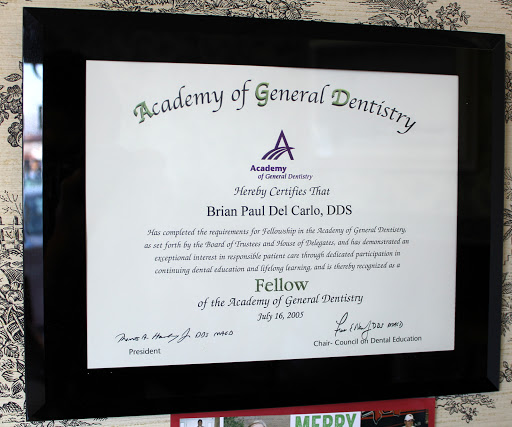 Academy of General Dentistry
Academy
of General Dentistry
Hereby Certifies That
Brian Paul Del Carlo, DDS
Has completed the requirements for Fellowship in the Academy of General Dentistry,
as set forth by the Board of Trustees and House of Delegates, and has demonstrated an
exceptional interest in responsible patient care through dedicated participation in
continuing dental education and lifelong learning, and is hereby recognized as a
Fellow
of the Academy of General Dentistry
July 16, 2005
DDS MAGD
DDS MAGD
President
Chair- Council on Dental Education
MERRY